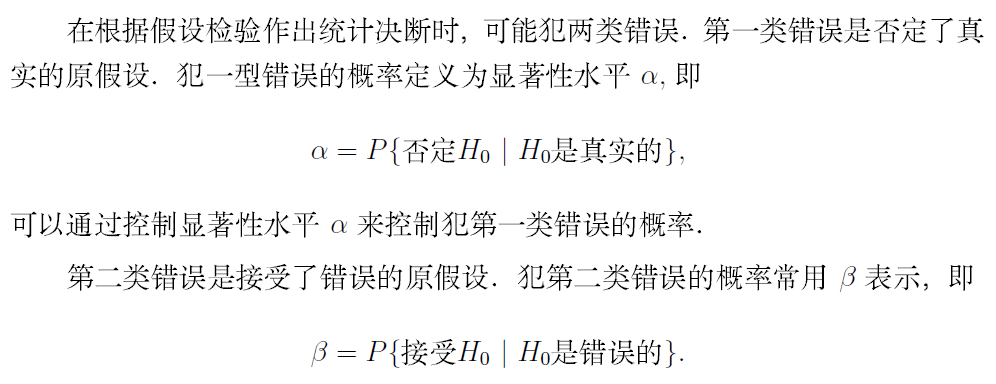 在根据假设检验作出统计决断时, 可能犯两类错误. 第一类错误是否定了真
实的原假设. 犯一型错误的概率定义为显著性水平 α, 即
α = P{否定H₀ | H₀是真实的},
可以通过控制显著性水平 α 来控制犯第一类错误的概率.
第二类错误是接受了错误的原假设. 犯第二类错误的概率常用 β 表示, 即
β = P{接受H₀ | H₀是错误的}.